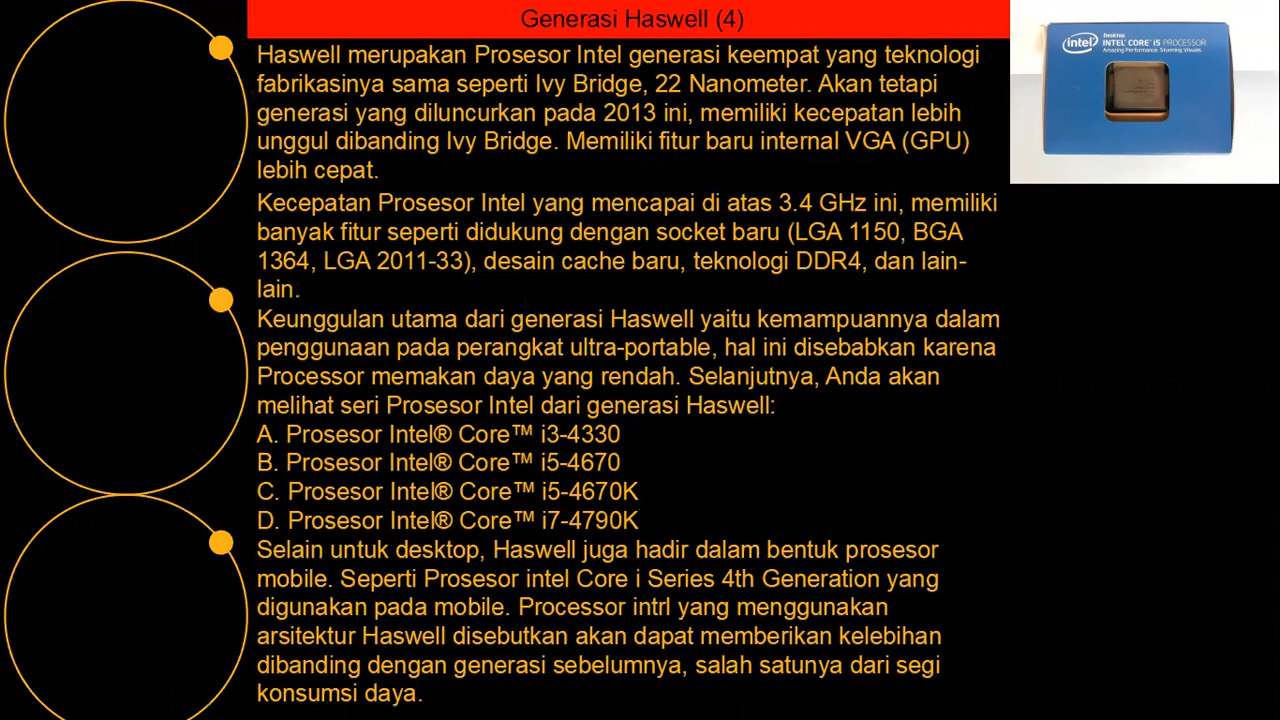 Generasi Haswell (4)
Haswell merupakan Prosesor Intel generasi keempat yang teknologi
fabrikasinya sama seperti Ivy Bridge, 22 Nanometer. Akan tetapi
generasi yang diluncurkan pada 2013 ini, memiliki kecepatan lebih
unggul dibanding Ivy Bridge. Memiliki fitur baru internal VGA (GPU)
lebih cepat.
Kecepatan Prosesor Intel yang mencapai di atas 3.4 GHz ini, memiliki
banyak fitur seperti didukung dengan socket baru (LGA 1150, BGA
1364, LGA 2011-33), desain cache baru, teknologi DDR4, dan lain-
lain.
Keunggulan utama dari generasi Haswell yaitu kemampuannya dalam
penggunaan pada perangkat ultra-portable, hal ini disebabkan karena
Processor memakan daya yang rendah. Selanjutnya, Anda akan
melihat seri Prosesor Intel dari generasi Haswell:
A. Prosesor Intel® Core™ i3-4330
B. Prosesor Intel® Core™ i5-4670
C. Prosesor Intel® Core™ i5-4670K
D. Prosesor Intel® Core™ i7-4790K
Selain untuk desktop, Haswell juga hadir dalam bentuk prosesor
mobile. Seperti Prosesor intel Core i Series 4th Generation yang
digunakan pada mobile. Processor intrl yang menggunakan
arsitektur Haswell disebutkan akan dapat memberikan kelebihan
dibanding dengan generasi sebelumnya, salah satunya dari segi
konsumsi daya.
intel
Desktop
INTEL® CORE™ i5 PROCESSOR
Amazing Performance. Stunning Visuals.